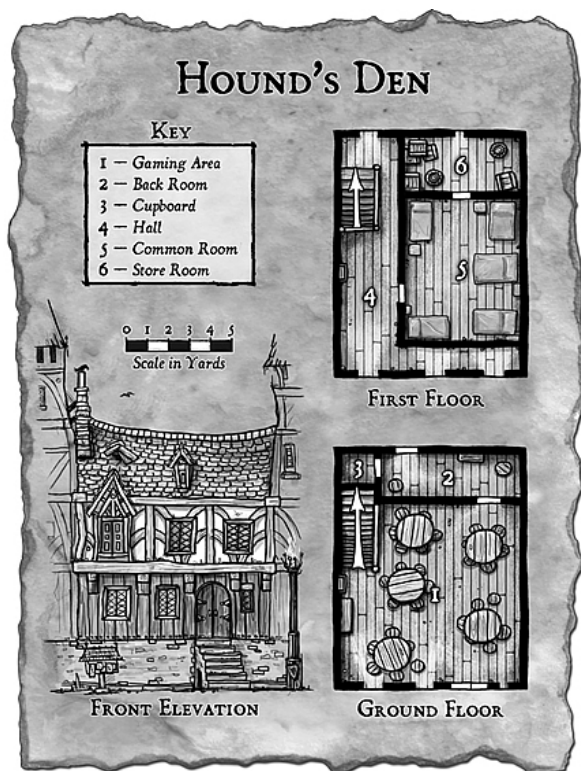 HOUND'S DEN
KEY
1 – Gaming Area
2 – Back Room
3 – Cupboard
4 – Hall
5 – Common Room
6 – Store Room
0 1 2 3 4 5
Scale in Yards
6
5
4
FIRST FLOOR
3
2
1
FRONT ELEVATION
GROUND FLOOR